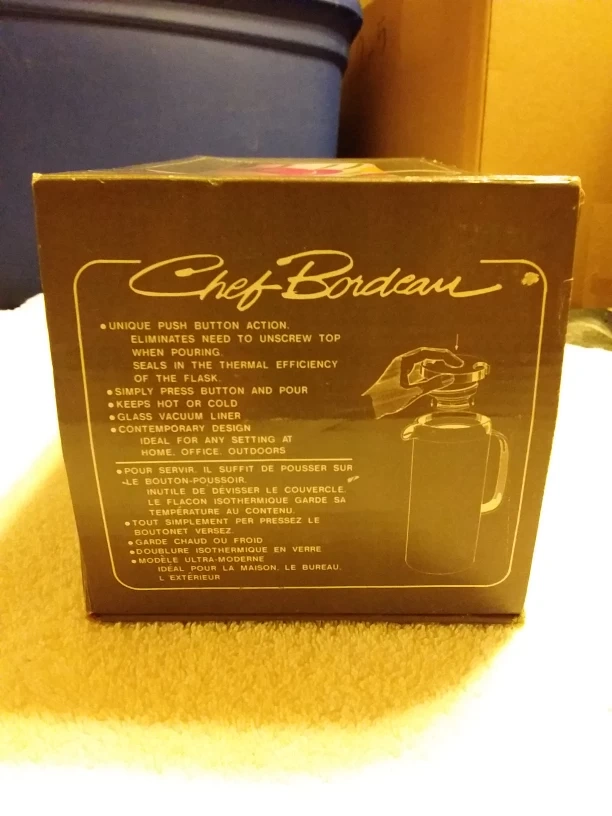 Chef Bordeau
• UNIQUE PUSH BUTTON ACTION.
ELIMINATES NEED TO UNSCREW TOP
WHEN POURING.
SEALS IN THE THERMAL EFFICIENCY
OF THE FLASK.
• SIMPLY PRESS BUTTON AND POUR
• KEEPS HOT OR COLD
• GLASS VACUUM LINER
• CONTEMPORARY DESIGN
IDEAL FOR ANY SETTING AT
HOME, OFFICE, OUTDOORS
• POUR SERVIR, IL SUFFIT DE POUSSER SUR
LE BOUTON-POUSSOIR.
INUTILE DE DÉVISSER LE COUVERCLE.
LE FLACON ISOTHERMIQUE GARDE SA
TEMPÉRATURE AU CONTENU.
• TOUT SIMPLEMENT PER PRESSEZ LE
BOUTONET VERSEZ.
• GARDE CHAUD OU FROID
• DOUBLURE ISOTHERMIQUE EN VERRE
• MODÈLE ULTRA-MODERNE
IDÉAL POUR LA MAISON, LE BUREAU,
L'EXTÉRIEUR